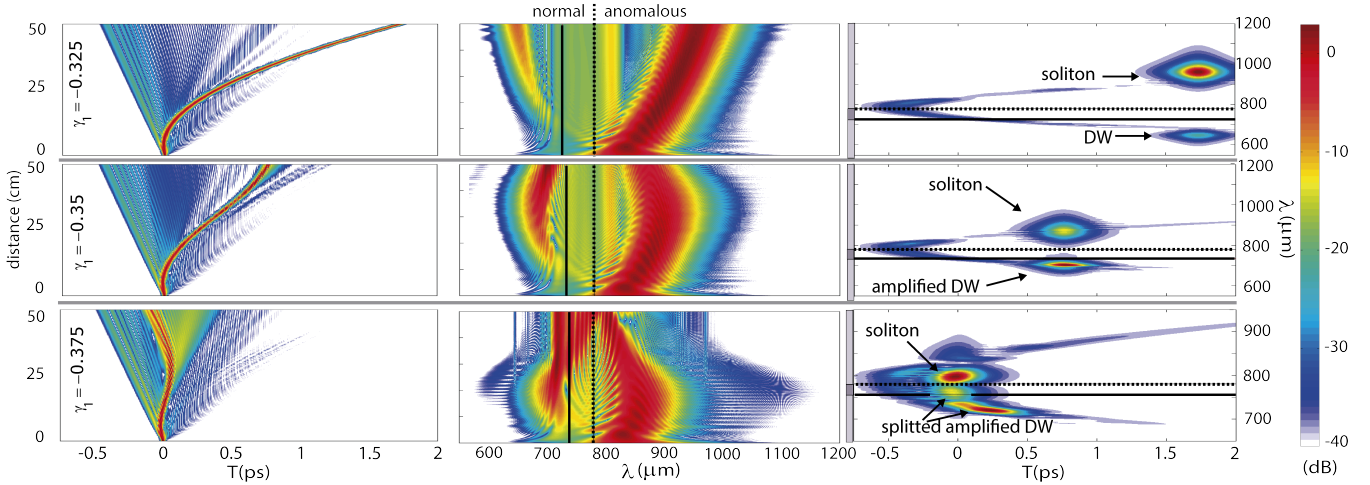 normal anomalous
50
25
0
γ₁ = −0.325
soliton
DW
1200
1000
800
600
0
-10
-20
-30
-40
(dB)
50
25
0
γ₁ = −0.35
distance (cm)
soliton
amplified DW
1200
1000
800
600
λ (μm)
50
25
0
γ₁ = −0.375
soliton
splitted amplified DW
900
800
700
-0.5 0 0.5 1 1.5 2
T(ps)
600 800 1000 1200
λ (μm)
-0.5 0 0.5 1 1.5 2
T(ps)